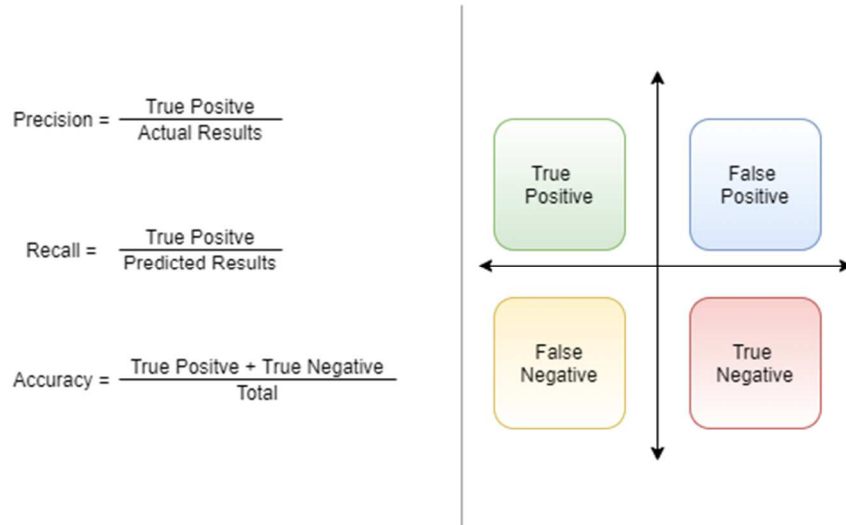 Precision = True Positve
Actual Results
Recall = True Positve
Predicted Results
Accuracy = True Positve + True Negative
Total
True
Positive
False
Positive
False
Negative
True
Negative